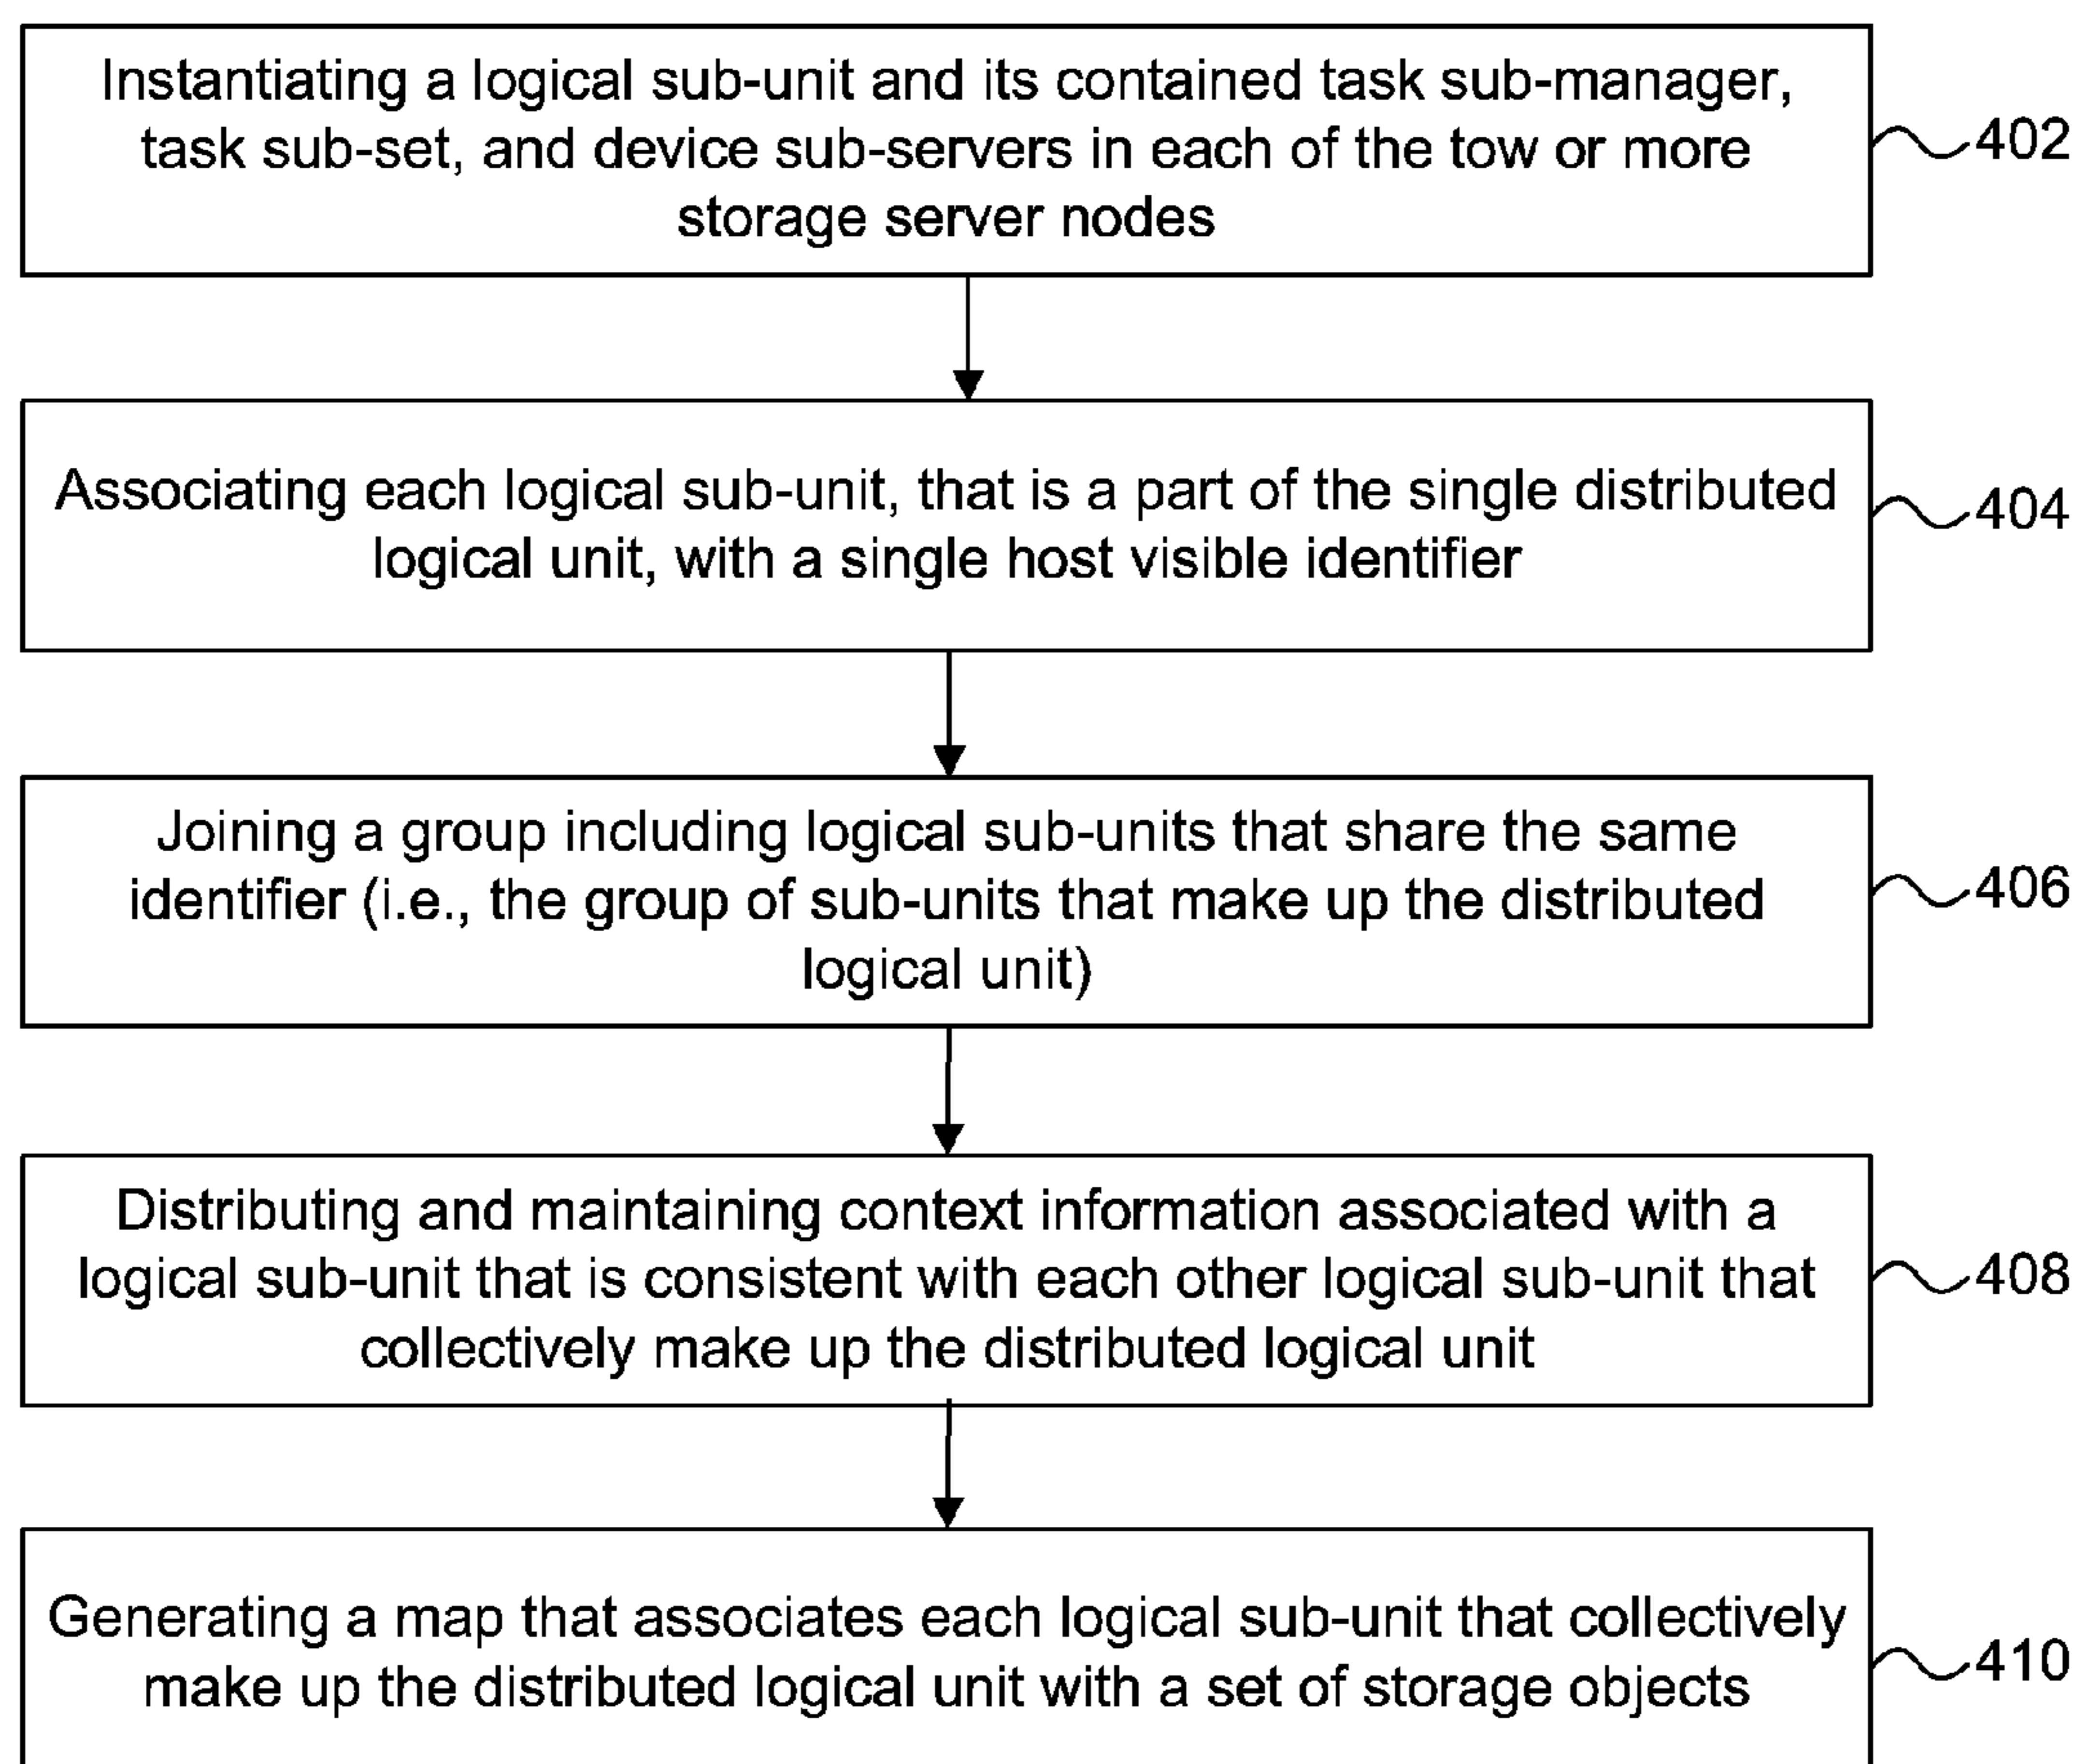 Instantiating a logical sub-unit and its contained task sub-manager,
task sub-set, and device sub-servers in each of the tow or more
storage server nodes
402
Associating each logical sub-unit, that is a part of the single distributed
logical unit, with a single host visible identifier
404
Joining a group including logical sub-units that share the same
identifier (i.e., the group of sub-units that make up the distributed
logical unit)
406
Distributing and maintaining context information associated with a
logical sub-unit that is consistent with each other logical sub-unit that
collectively make up the distributed logical unit
408
Generating a map that associates each logical sub-unit that collectively
make up the distributed logical unit with a set of storage objects
410